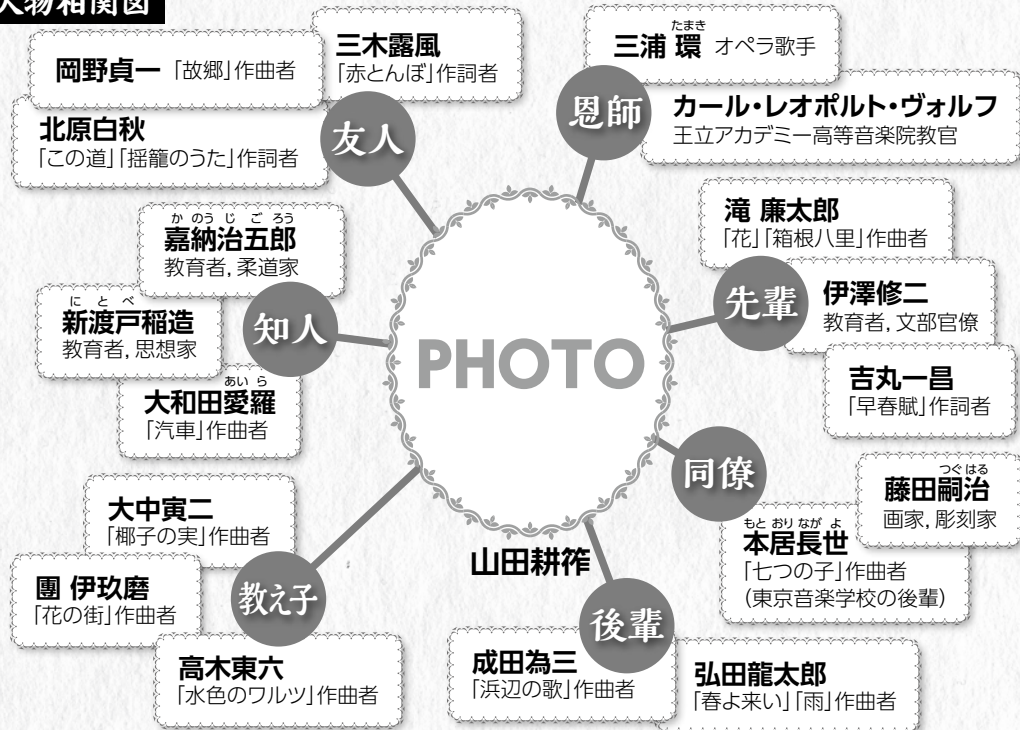 人物相関図
岡野貞一 「故郷」作曲者
三木露風
「赤とんぼ」作詞者
北原白秋
「この道」「揺籠のうた」作詞者
友人
たまき
三浦 環 オペラ歌手
恩師
カール・レオポルト・ヴォルフ
王立アカデミー高等音楽院教官
かのうじごろう
嘉納治五郎
教育者, 柔道家
にとべ
新渡戸稲造
教育者, 思想家
知人
あいら
大和田愛羅
「汽車」作曲者
滝 廉太郎
「花」「箱根八里」作曲者
先輩
伊澤修二
教育者, 文部官僚
吉丸一昌
「早春賦」作詞者
PHOTO
山田耕筰
同僚
つぐはる
藤田嗣治
画家, 彫刻家
もとおりながよ
本居長世
「七つの子」作曲者
(東京音楽学校の後輩)
大中寅二
「椰子の実」作曲者
團 伊玖磨
「花の街」作曲者
教え子
高木東六
「水色のワルツ」作曲者
後輩
成田為三
「浜辺の歌」作曲者
弘田龍太郎
「春よ来い」「雨」作曲者